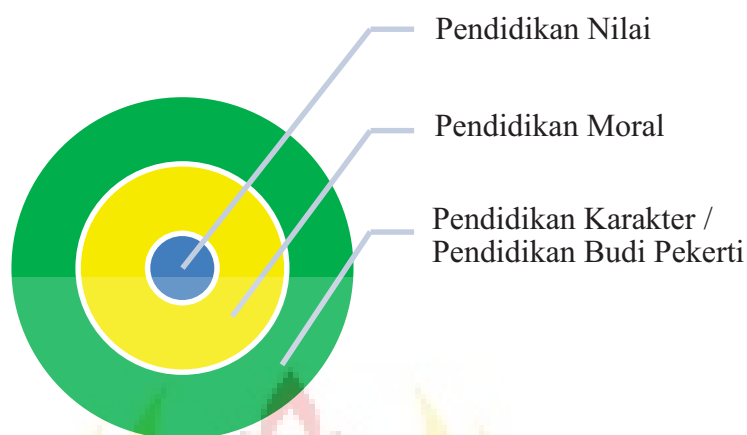 Pendidikan Nilai
Pendidikan Moral
Pendidikan Karakter /
Pendidikan Budi Pekerti